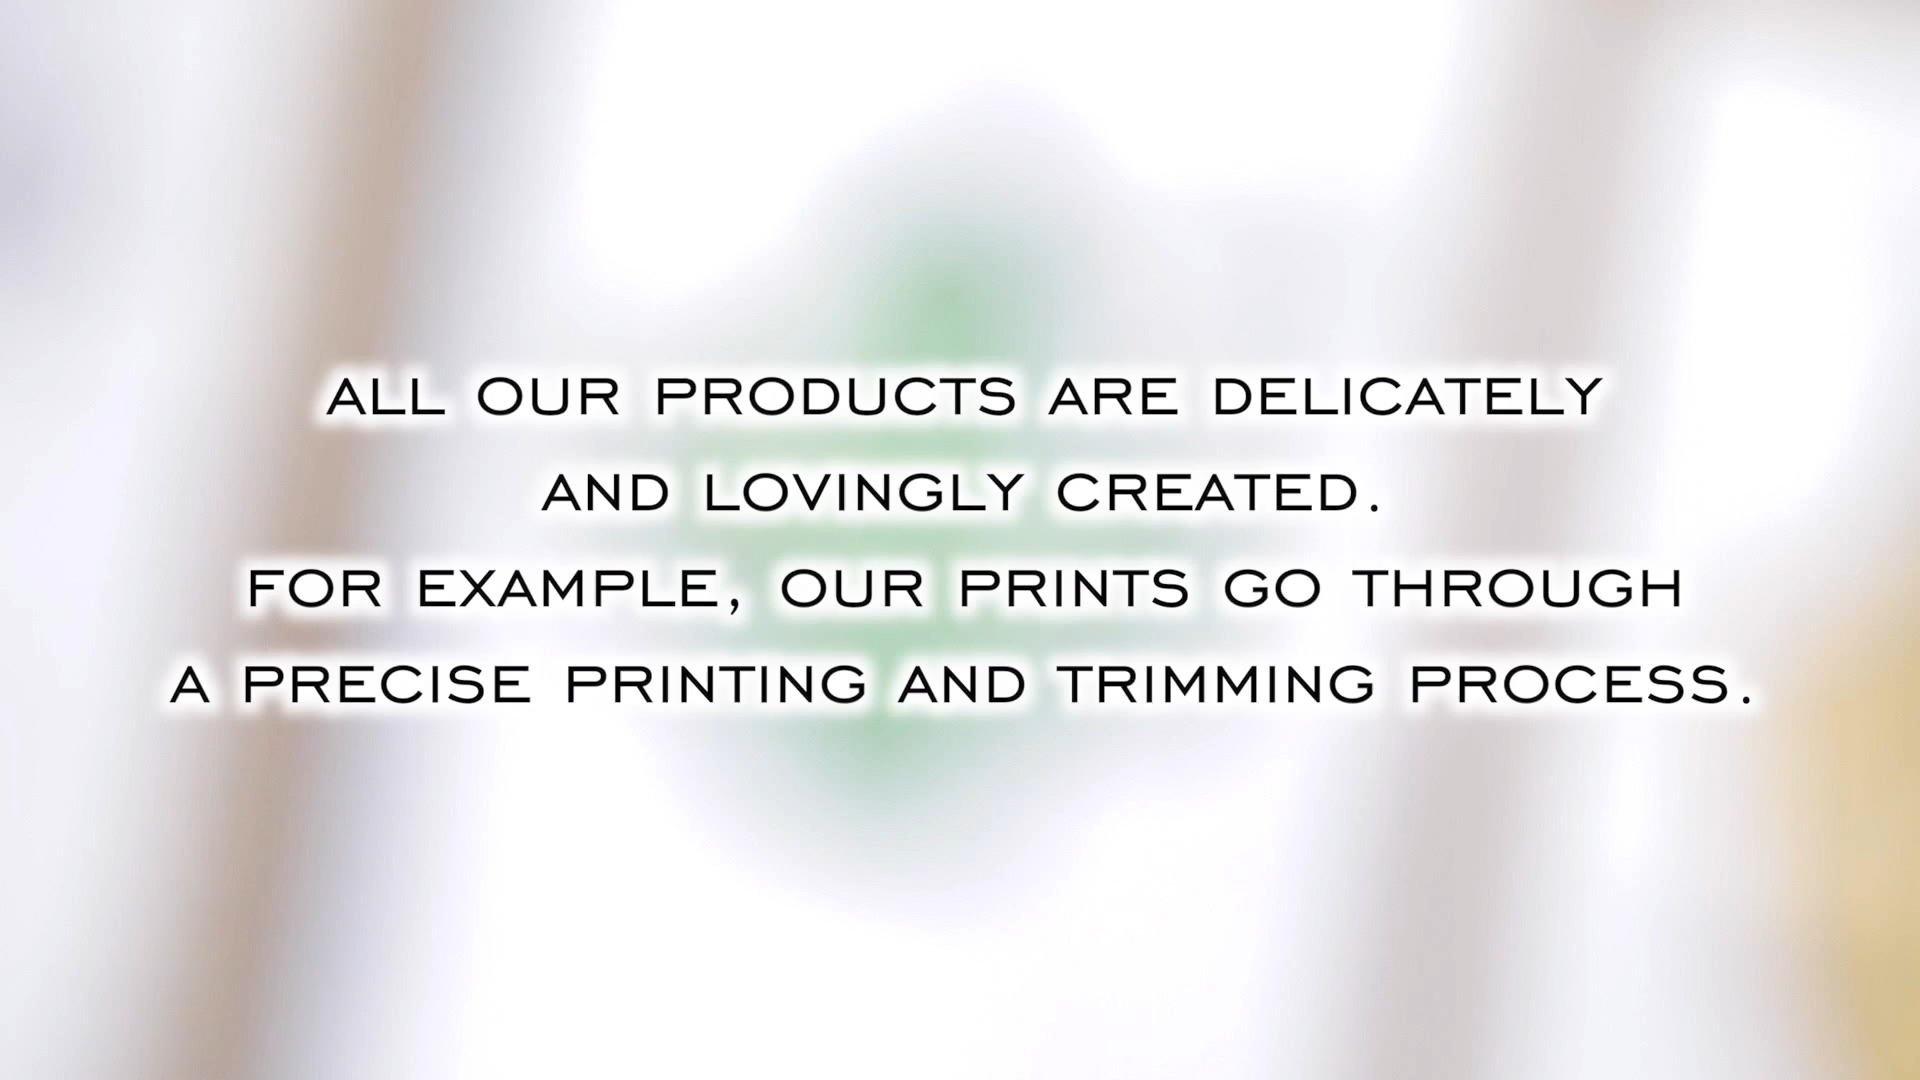 ALL OUR PRODUCTS ARE DELICATELY
AND LOVINGLY CREATED.
FOR EXAMPLE, OUR PRINTS GO THROUGH
A PRECISE PRINTING AND TRIMMING PROCESS.